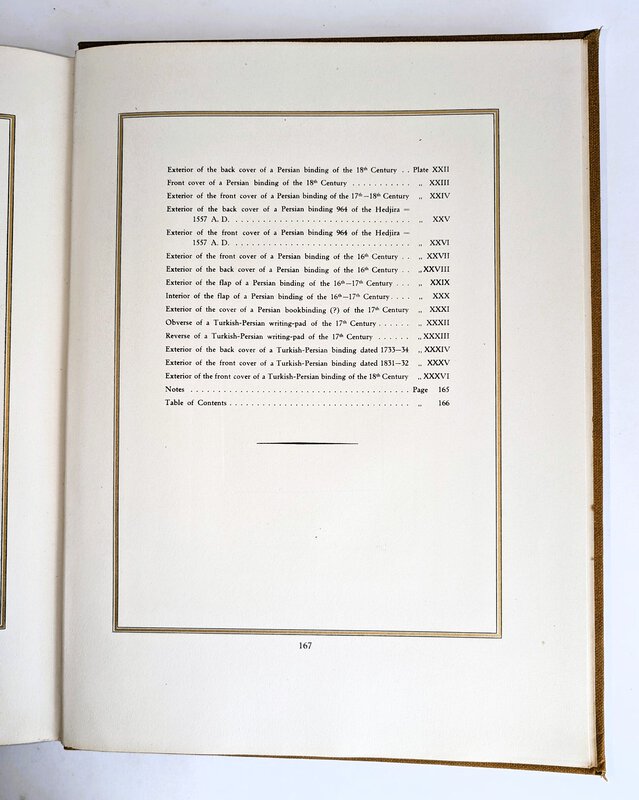 Exterior of the back cover of a Persian binding of the 18th Century . . Plate XXII
Front cover of a Persian binding of the 18th Century . . . . . . . . . . . „ XXIII
Exterior of the front cover of a Persian binding of the 17th—18th Century „ XXIV
Exterior of the back cover of a Persian binding 964 of the Hedjira —
1557 A. D. . . . . . . . . . . . . . . . . . . . . . . . . . . . . . . . „ XXV
Exterior of the front cover of a Persian binding 964 of the Hedjira —
1557 A. D. . . . . . . . . . . . . . . . . . . . . . . . . . . . . . . . „ XXVI
Exterior of the front cover of a Persian binding of the 16th Century . . „ XXVII
Exterior of the back cover of a Persian binding of the 16th Century . . „ XXVIII
Exterior of the flap of a Persian binding of the 16th—17th Century . . . „ XXIX
Interior of the flap of a Persian binding of the 16th—17th Century . . . . „ XXX
Exterior of the cover of a Persian bookbinding (?) of the 17th Century „ XXXI
Obverse of a Turkish-Persian writing-pad of the 17th Century . . . . . . „ XXXII
Reverse of a Turkish-Persian writing-pad of the 17th Century . . . . . . „ XXXIII
Exterior of the back cover of a Turkish-Persian binding dated 1733—34 „ XXXIV
Exterior of the front cover of a Turkish-Persian binding dated 1831—32 „ XXXV
Exterior of the front cover of a Turkish-Persian binding of the 18th Century „ XXXVI
Notes . . . . . . . . . . . . . . . . . . . . . . . . . . . . . . . . . . . . . . . . Page 165
Table of Contents . . . . . . . . . . . . . . . . . . . . . . . . . . . . . . . . . „ 166
167